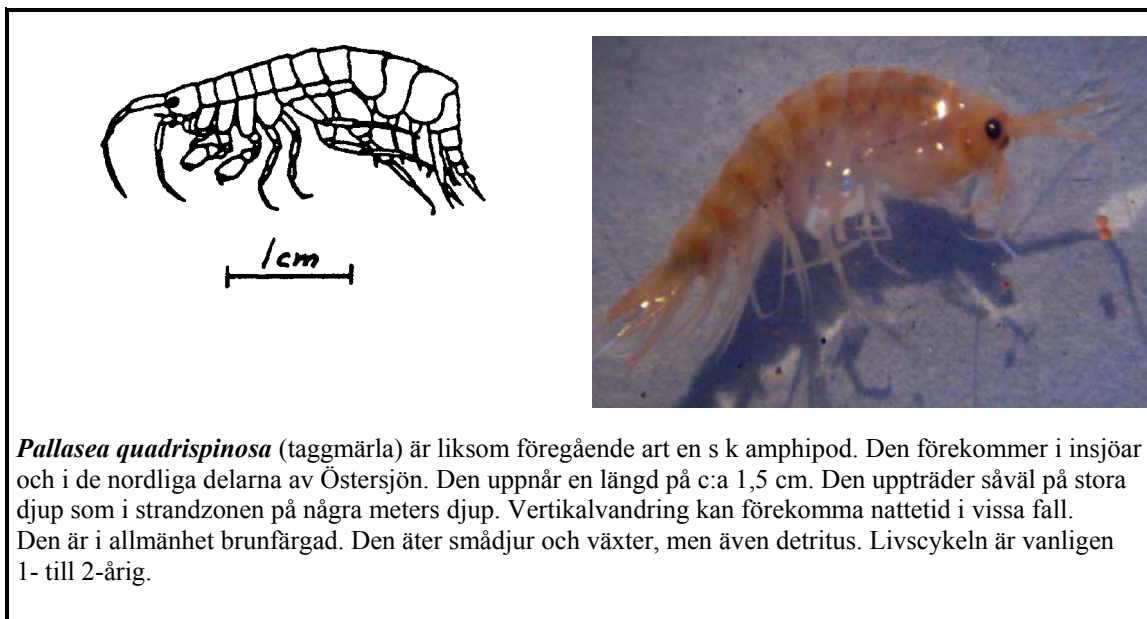 1 cm
Pallasea quadrispinosa (taggmärla) är liksom föregående art en s k amphipod. Den förekommer i insjöar
och i de nordliga delarna av Östersjön. Den uppnår en längd på c:a 1,5 cm. Den uppträder såväl på stora
djup som i strandzonen på några meters djup. Vertikalvandring kan förekomma nattetid i vissa fall.
Den är i allmänhet brunfärgad. Den äter smådjur och växter, men även detritus. Livscykeln är vanligen
1- till 2-årig.